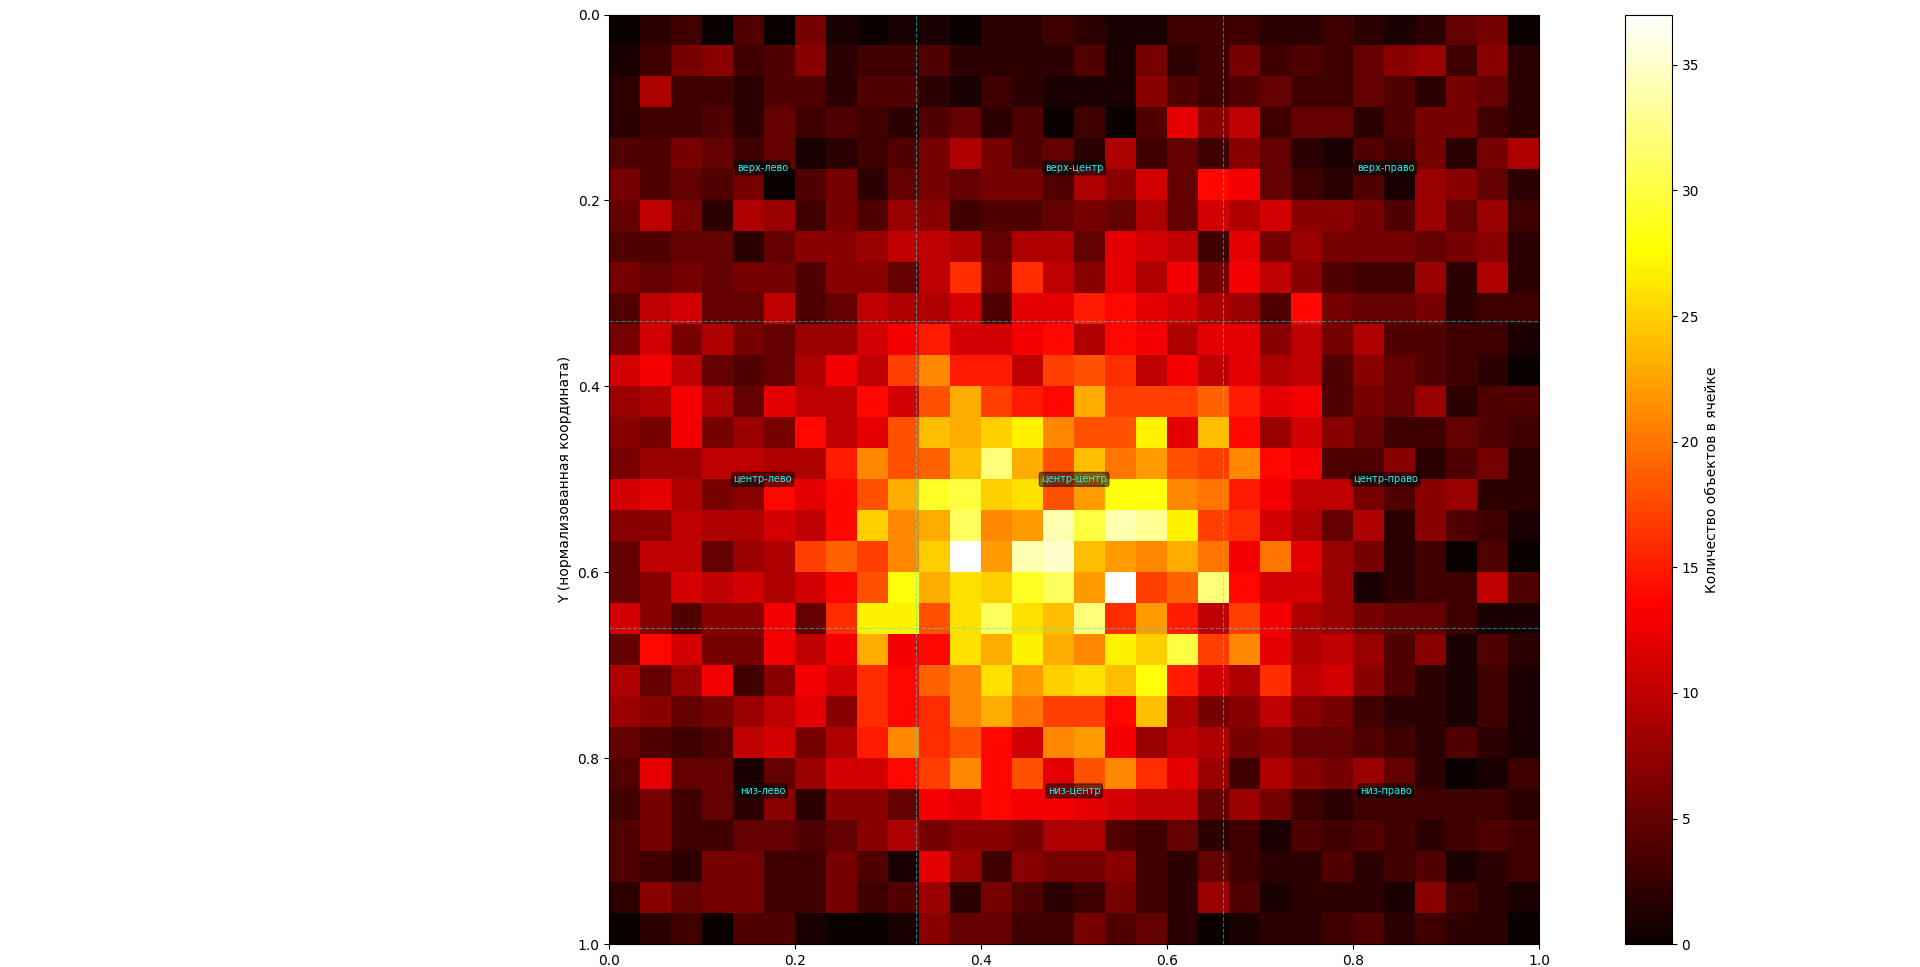 0.0
0.2
0.4
0.6
0.8
1.0
Y (нормализованная координата)
верх-лево
верх-центр
верх-право
центр-лево
центр-центр
центр-право
низ-лево
низ-центр
низ-право
0.0
0.2
0.4
0.6
0.8
1.0
35
30
25
20
15
10
5
0
Количество объектов в ячейке